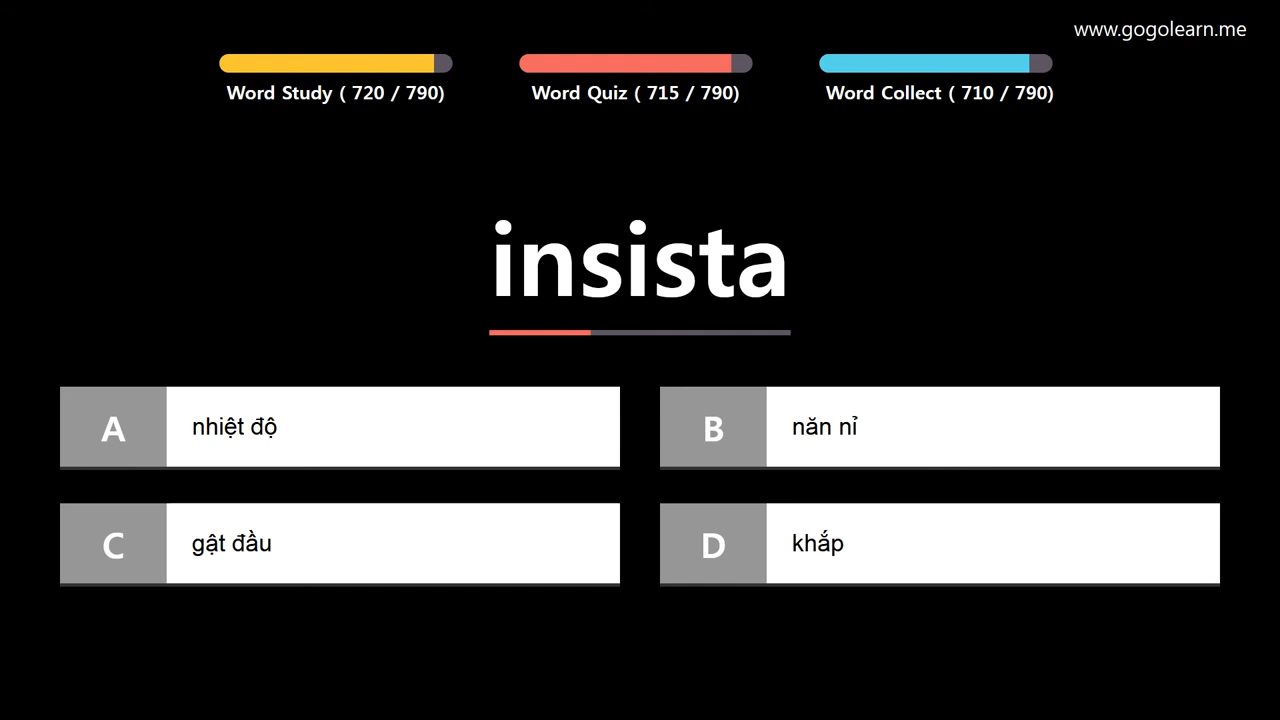 www.gogolearn.me
Word Study ( 720 / 790)
Word Quiz ( 715 / 790)
Word Collect ( 710 / 790)
insista
A nhiệt độ
B năn nỉ
C gật đầu
D khắp